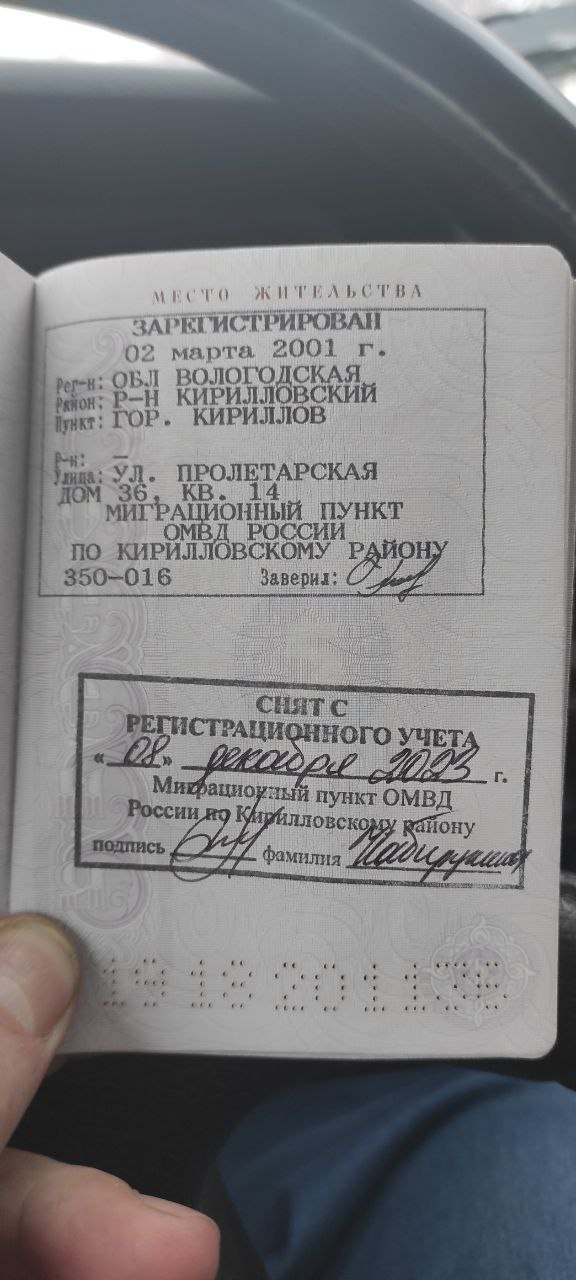 МЕСТО ЖИТЕЛЬСТВА
ЗАРЕГИСТРИРОВАН
02 марта 2001 г.
Рег-н: ОБЛ ВОЛОГОДСКАЯ
Район: Р-Н КИРИЛЛОВСКИЙ
Пункт: ГОР. КИРИЛЛОВ
Р-н: –
Улица: УЛ. ПРОЛЕТАРСКАЯ
ДОМ 36, КВ. 14
МИГРАЦИОННЫЙ ПУНКТ
ОМВД РОССИИ
ПО КИРИЛЛОВСКОМУ РАЙОНУ
350-016 Заверил:
СНЯТ С
РЕГИСТРАЦИОННОГО УЧЕТА
«08» декабря 2023 г.
Миграционный пункт ОМВД
России по Кирилловскому району
подпись фамилия